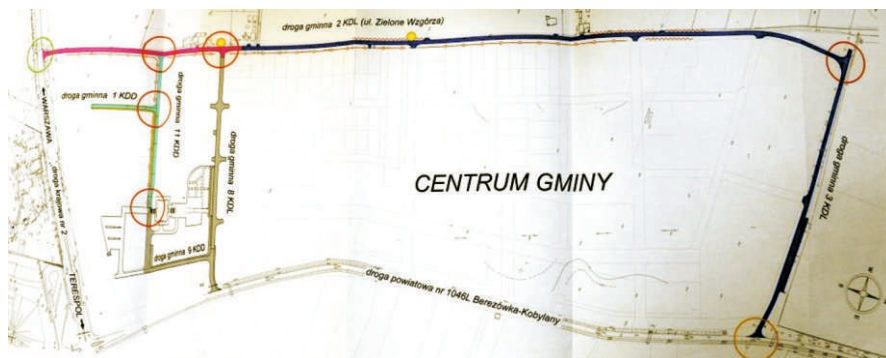 droga gminna 2 KDL (ul. Zielone Wzgórza)
WARSZAWA
droga gminna 1 KDD
droga gminna 11 KDD
droga gminna 8 KDL
droga krajowa nr 2
CENTRUM GMINY
droga gminna 3 KDL
droga gminna 9 KDD
TERESPOL
droga powiatowa nr 1046L Berezówka-Kobylany
N
S
W
E